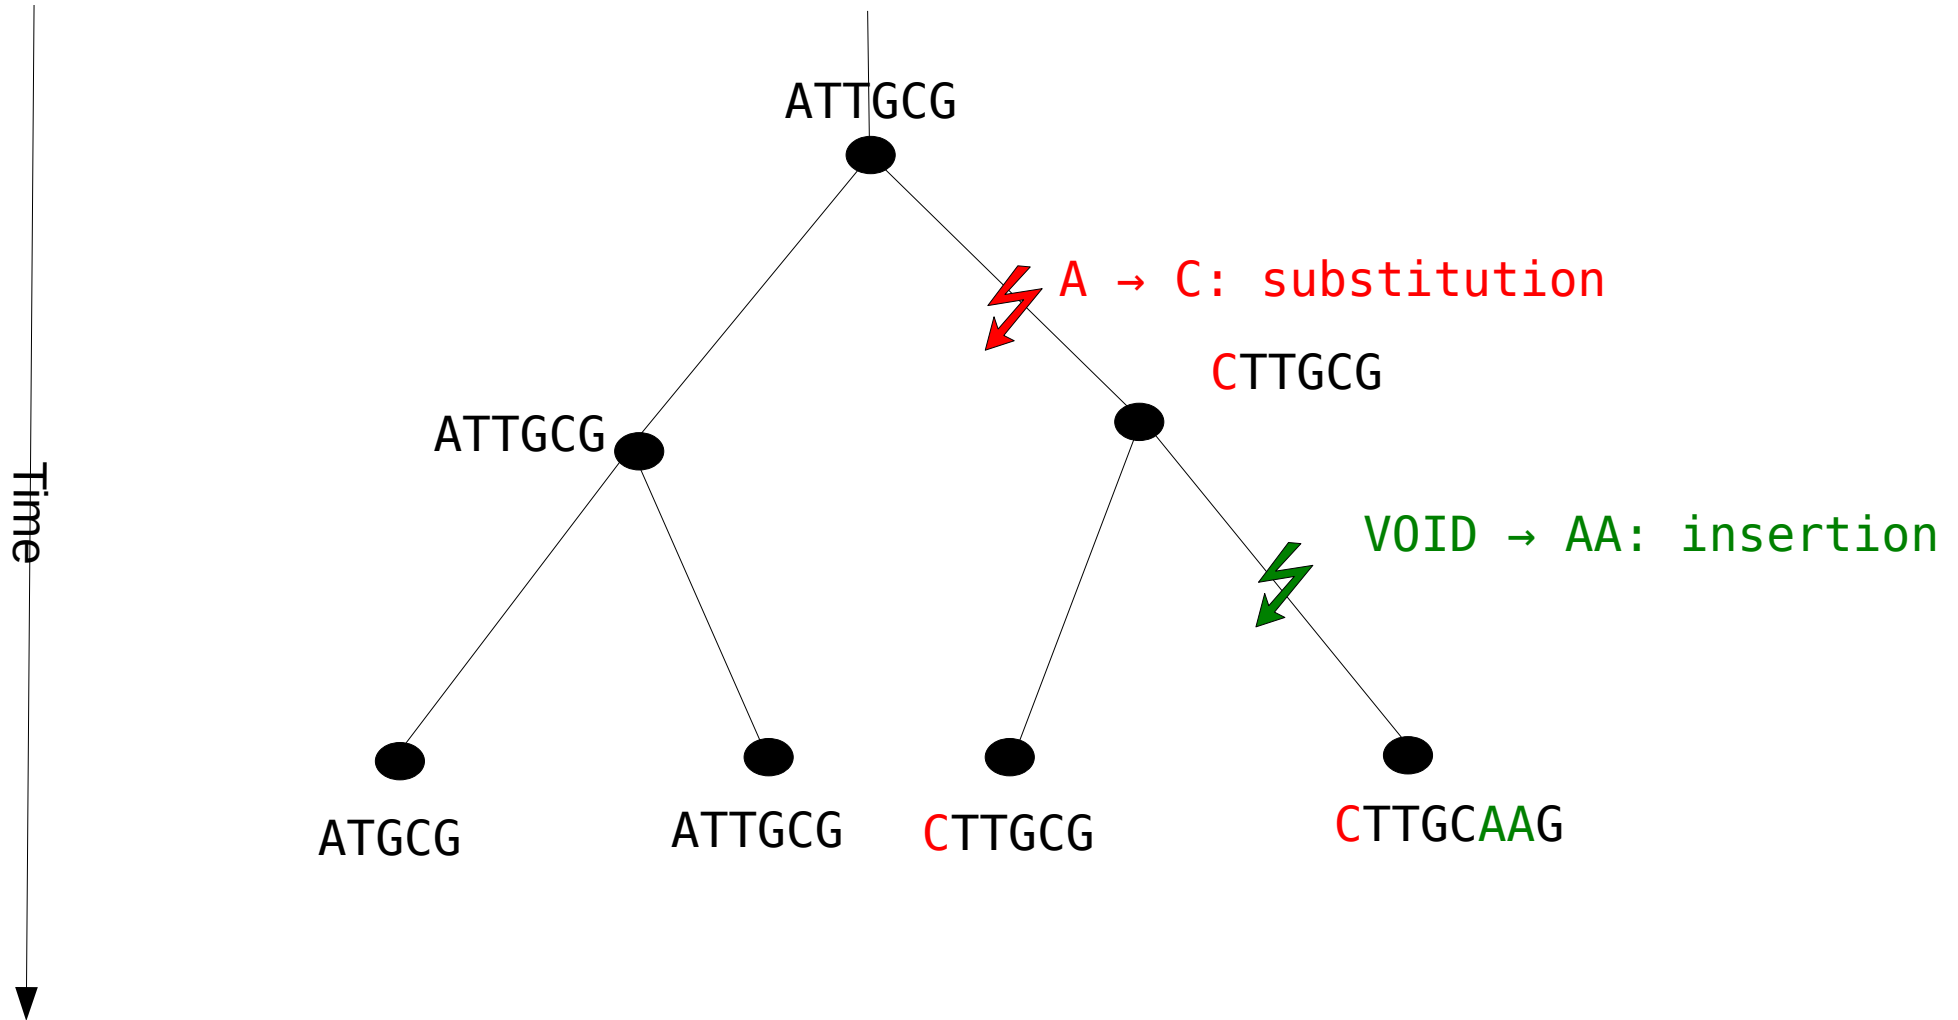 ATTGCG
A → C: substitution
CTTGCG
ATTGCG
Time
VOID → AA: insertion
ATGCG
ATTGCG
CTTGCG
CTTGCAAG